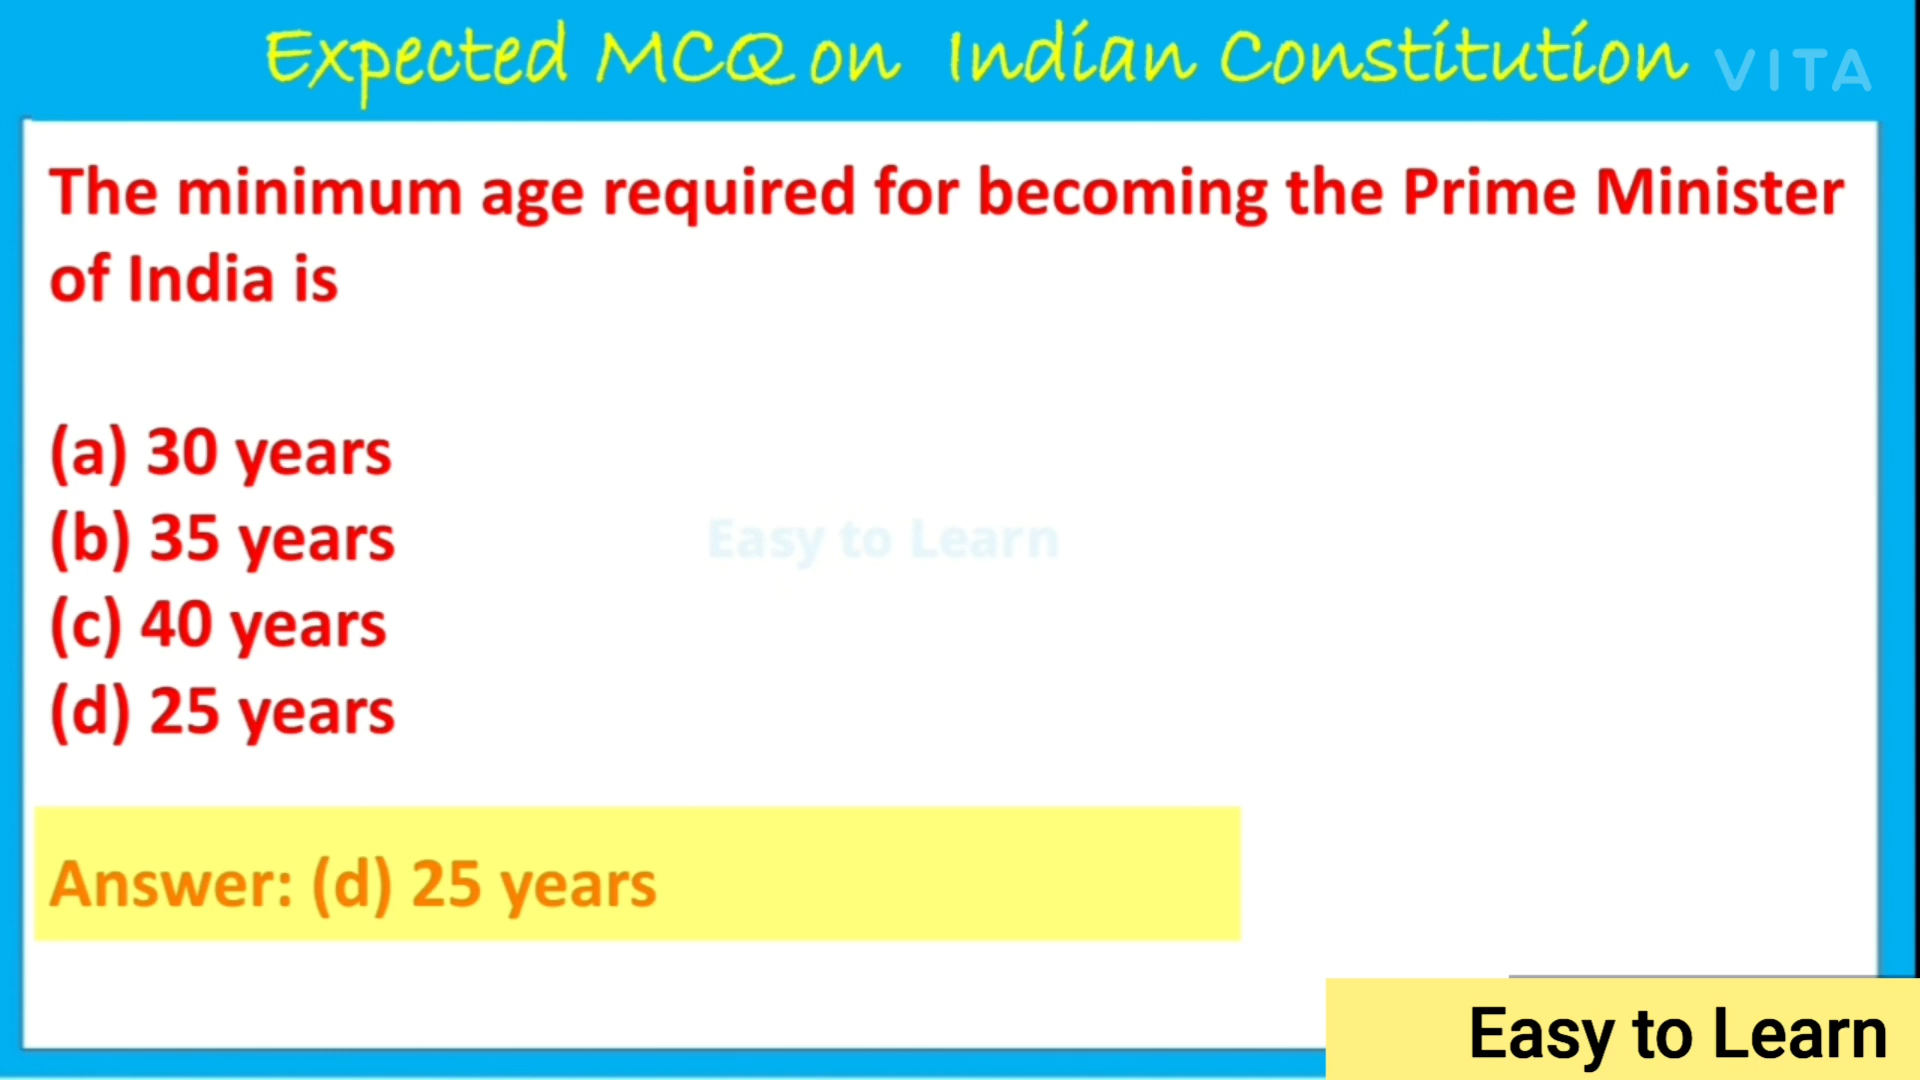 Expected MCQ on Indian Constitution
VITA
The minimum age required for becoming the Prime Minister
of India is
(a) 30 years
(b) 35 years
Easy to Learn
(c) 40 years
(d) 25 years
Answer: (d) 25 years
Easy to Learn